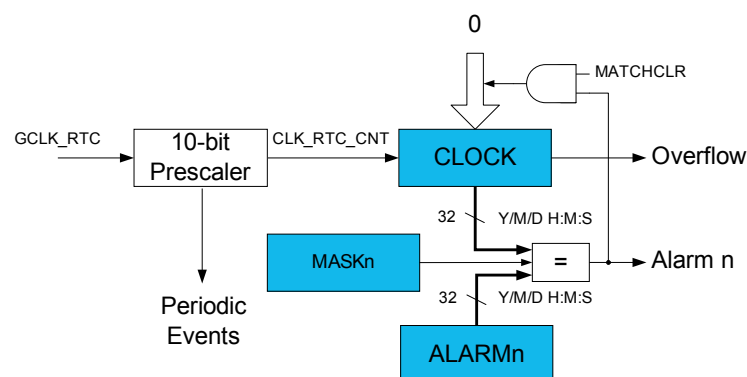 0
MATCHCLR
GCLK_RTC
10-bit
Prescaler
CLK_RTC_CNT
CLOCK
Overflow
32
Y/M/D H:M:S
MASKn
=
Alarm n
32
Y/M/D H:M:S
Periodic
Events
ALARMn